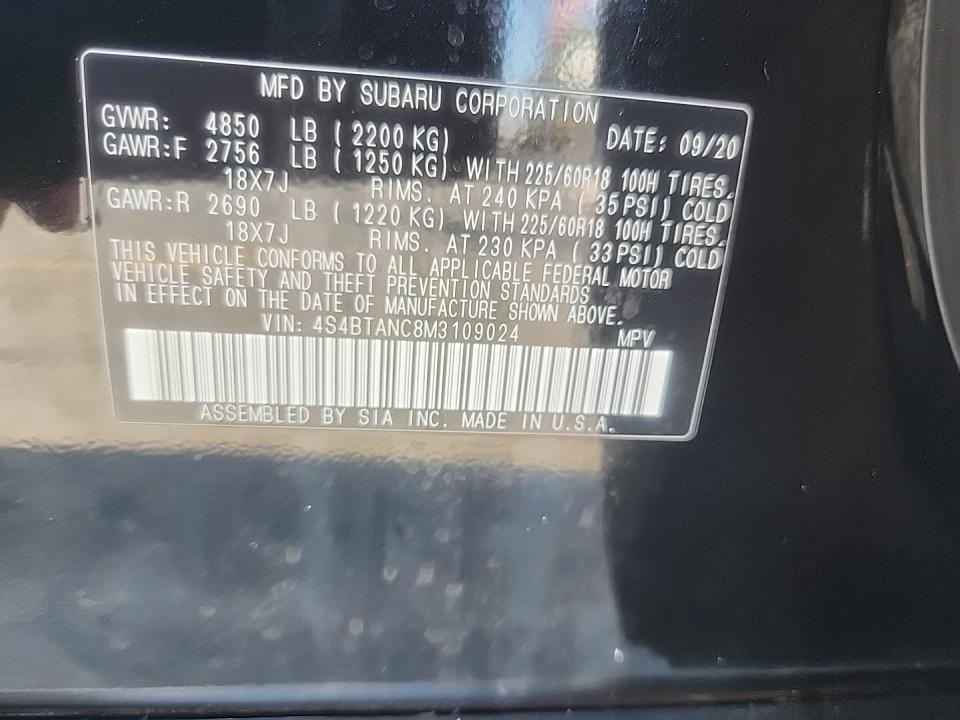 MFD BY SUBARU CORPORATION
GVWR: 4850 LB (2200 KG) DATE: 09/20
GAWR:F 2756 LB (1250 KG) WITH 225/60R18 100H TIRES.
18X7J RIMS. AT 240 KPA (35 PSI) COLD
GAWR:R 2690 LB (1220 KG) WITH 225/60R18 100H TIRES.
18X7J RIMS. AT 230 KPA (33 PSI) COLD
THIS VEHICLE CONFORMS TO ALL APPLICABLE FEDERAL MOTOR
VEHICLE SAFETY AND THEFT PREVENTION STANDARDS
IN EFFECT ON THE DATE OF MANUFACTURE SHOWN ABOVE.
VIN: 4S4BTANC8M3109024 MPV
ASSEMBLED BY SIA INC. MADE IN U.S.A.